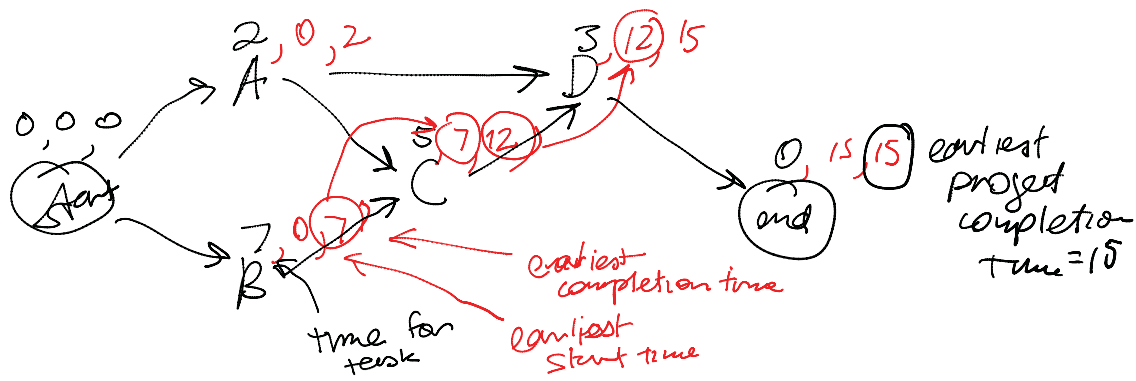 0, 0, 0
Start
2, 0, 2
A
7, 0, 7
B
5, 7, 12
C
3, 12, 15
D
0, 15, 15
end
earliest
project
completion
time = 15
earliest
completion time
earliest
start time
time for
task